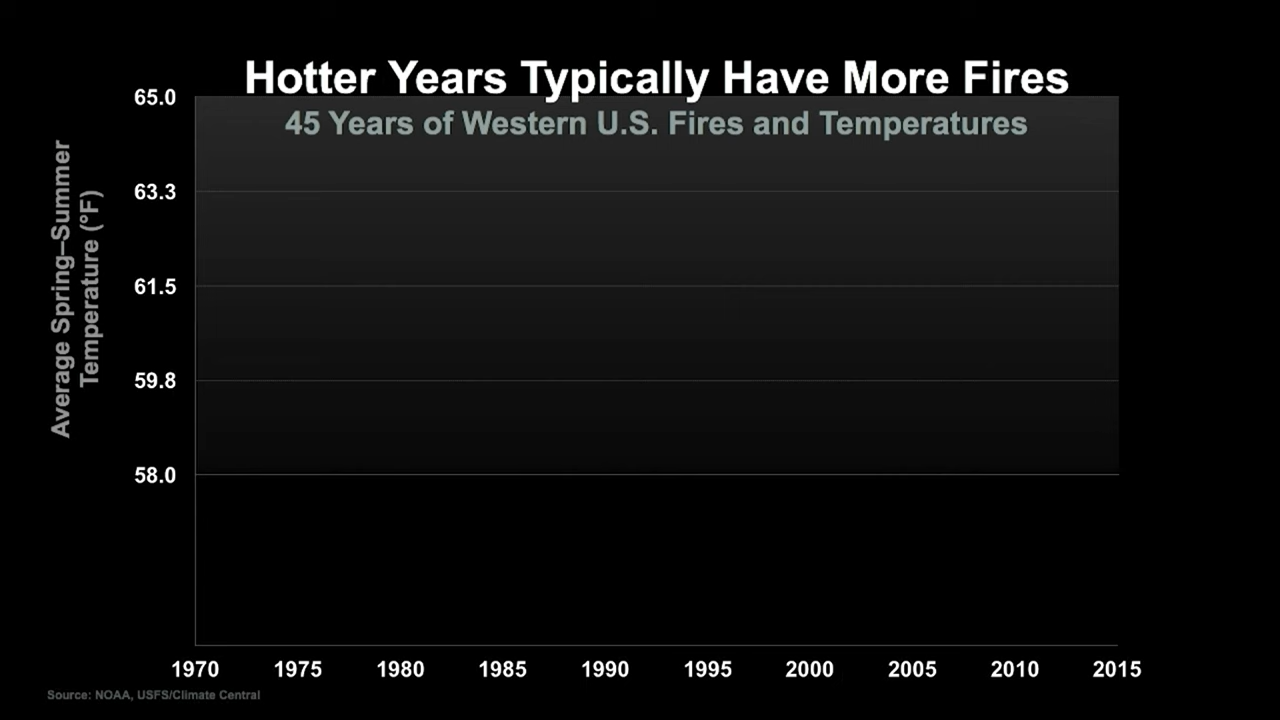 Hotter Years Typically Have More Fires
45 Years of Western U.S. Fires and Temperatures
Average Spring–Summer
Temperature (°F)
65.0
63.3
61.5
59.8
58.0
1970 1975 1980 1985 1990 1995 2000 2005 2010 2015
Source: NOAA, USFS/Climate Central